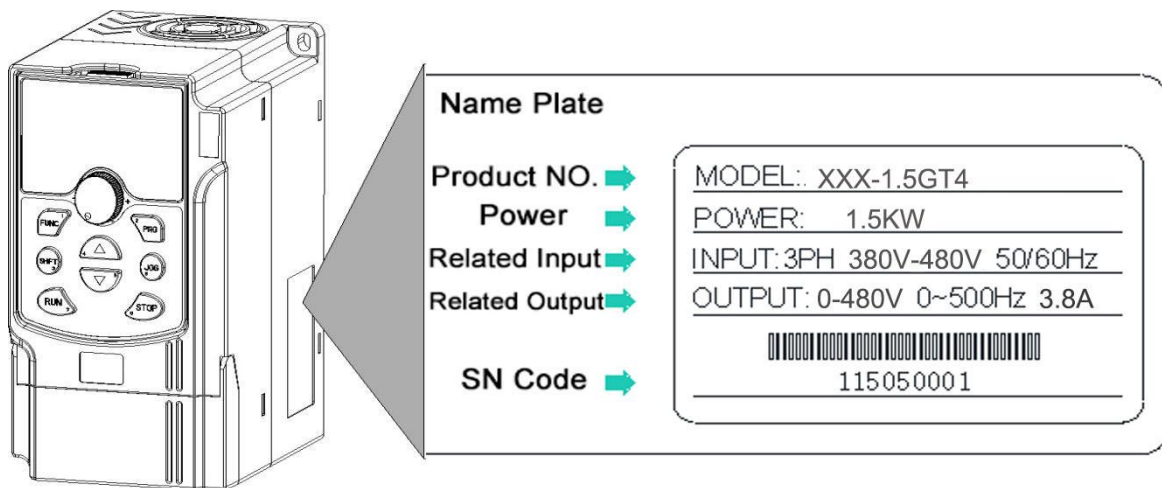 Name Plate
Product NO.
MODEL:. XXX-1.5GT4
Power
POWER: 1.5KW
Related Input
INPUT: 3PH 380V-480V 50/60Hz
Related Output
OUTPUT: 0-480V 0~500Hz 3.8A
SN Code
115050001
FUNC
PRG
SHIFT
JOG
RUN
STOP